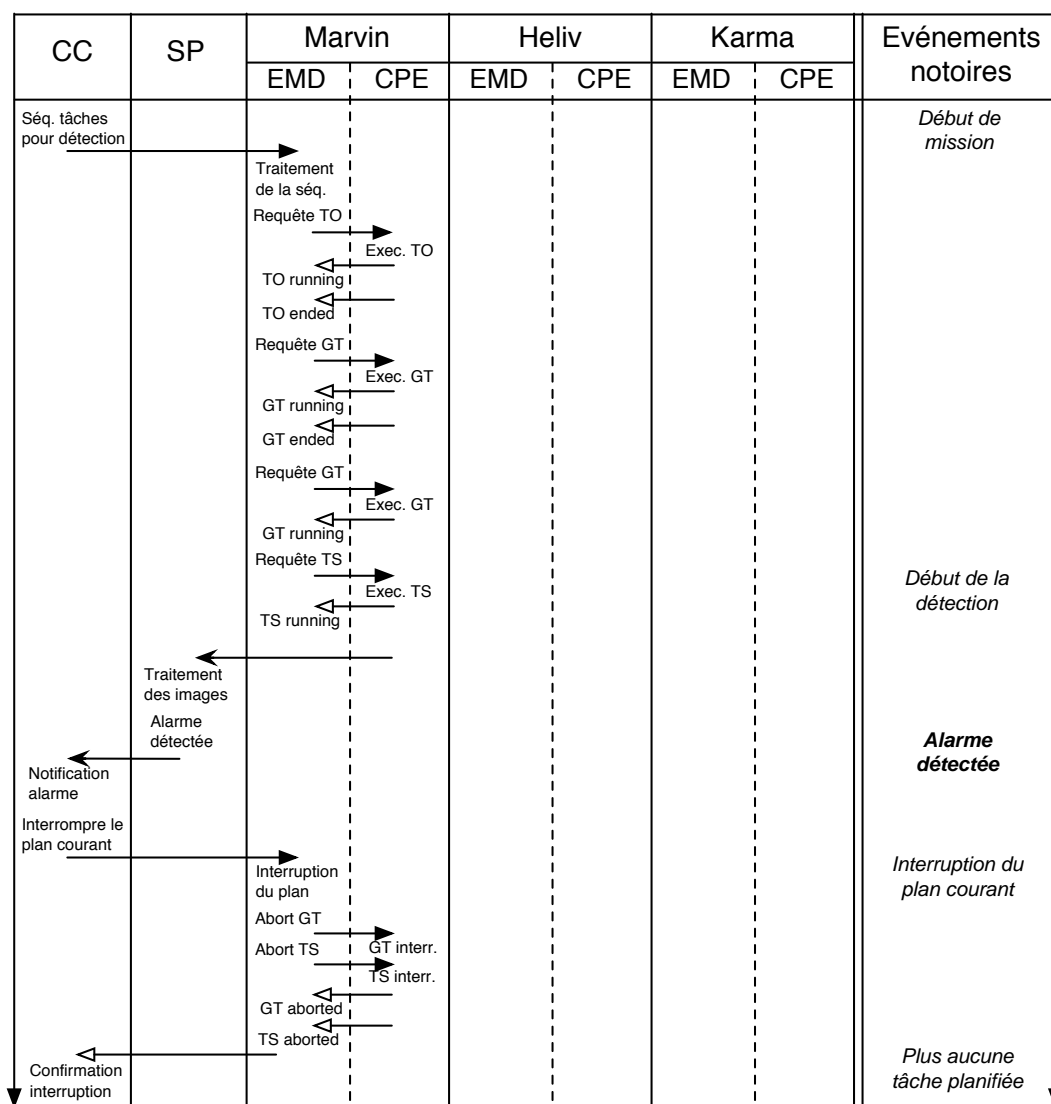 CC
SP
Marvin
Heliv
Karma
Evénements
notoires
EMD
CPE
EMD
CPE
EMD
CPE
Séq. tâches
pour détection
Début de
mission
Traitement
de la séq.
Requête TO
Exec. TO
TO running
TO ended
Requête GT
Exec. GT
GT running
GT ended
Requête GT
Exec. GT
GT running
Requête TS
Exec. TS
TS running
Début de la
détection
Traitement
des images
Alarme
détectée
Notification
alarme
Alarme
détectée
Interrompre le
plan courant
Interruption
du plan
Interruption du
plan courant
Abort GT
GT interr.
Abort TS
TS interr.
GT aborted
TS aborted
Confirmation
interruption
Plus aucune
tâche planifiée